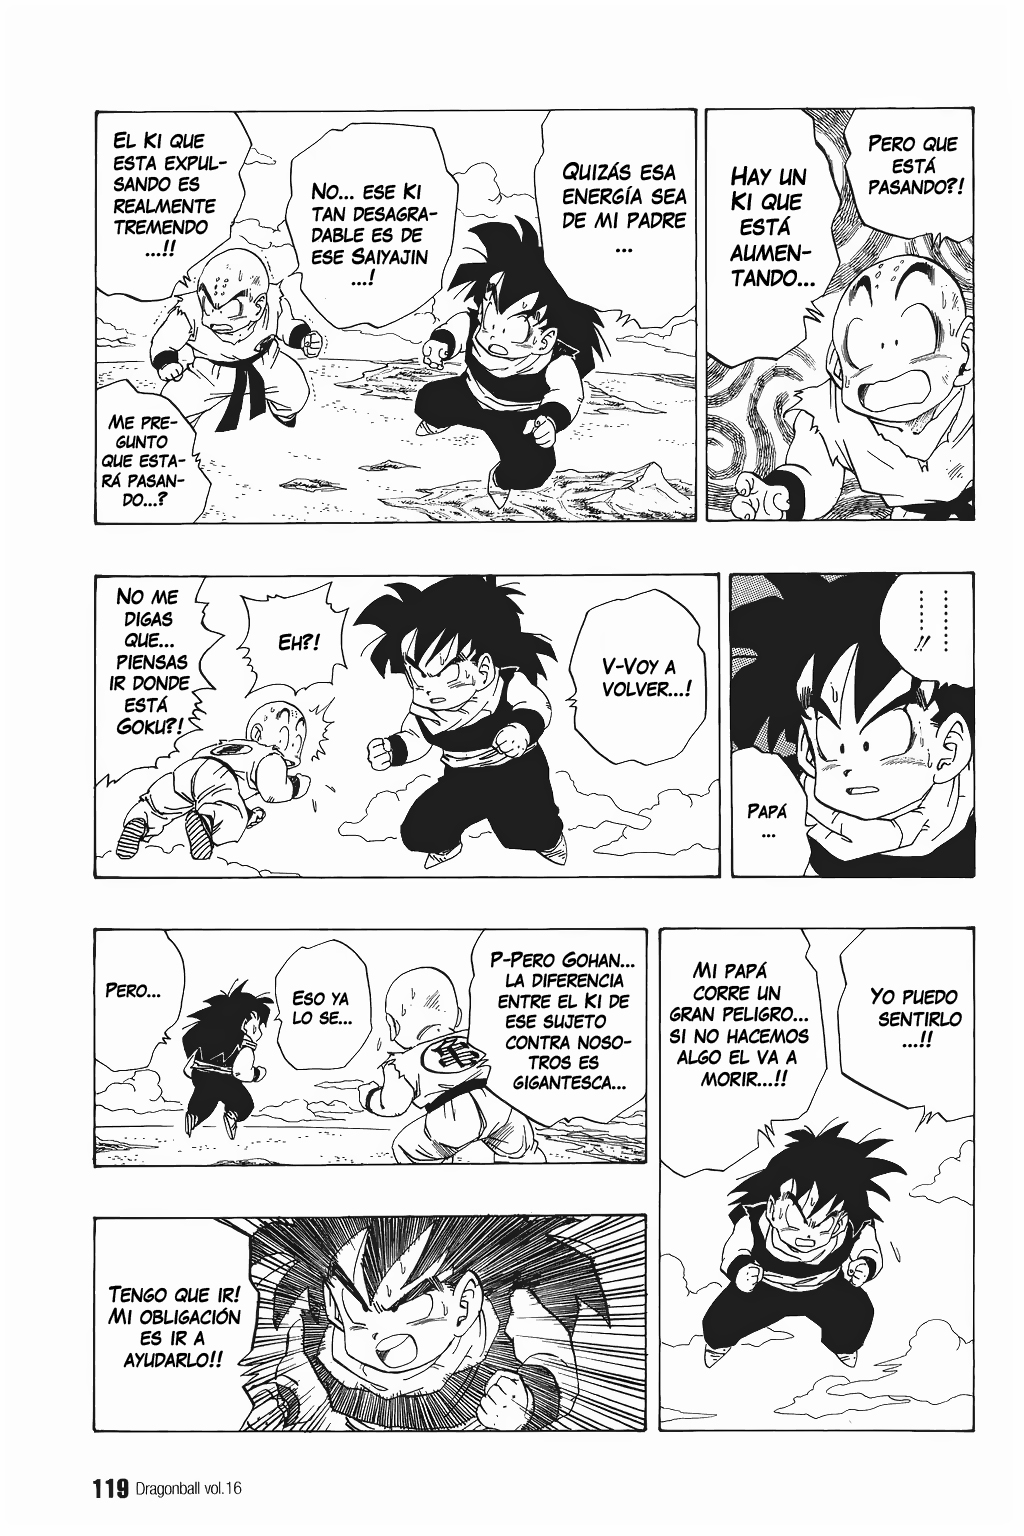 PERO QUE
ESTÁ
PASANDO?!
HAY UN
KI QUE
ESTÁ
AUMEN-
TANDO...
QUIZÁS ESA
ENERGÍA SEA
DE MI PADRE
...
NO... ESE KI
TAN DESAGRA-
DABLE ES DE
ESE SAIYAJIN
...!
EL KI QUE
ESTA EXPUL-
SANDO ES
REALMENTE
TREMENDO
...!!
ME PRE-
GUNTO
QUE ESTA-
RÁ PASAN-
DO...?
............!!
PAPÁ
...
V-VOY A
VOLVER...!
EH?!
NO ME
DIGAS
QUE...
PIENSAS
IR DONDE
ESTÁ
GOKU?!
YO PUEDO
SENTIRLO
...!!
MI PAPÁ
CORRE UN
GRAN PELIGRO...
SI NO HACEMOS
ALGO EL VA A
MORIR...!!
P-PERO GOHAN...
LA DIFERENCIA
ENTRE EL KI DE
ESE SUJETO
CONTRA NOSO-
TROS ES
GIGANTESCA...
ESO YA
LO SE...
PERO...
TENGO QUE IR!
MI OBLIGACIÓN
ES IR A
AYUDARLO!!
119 Dragonball vol.16